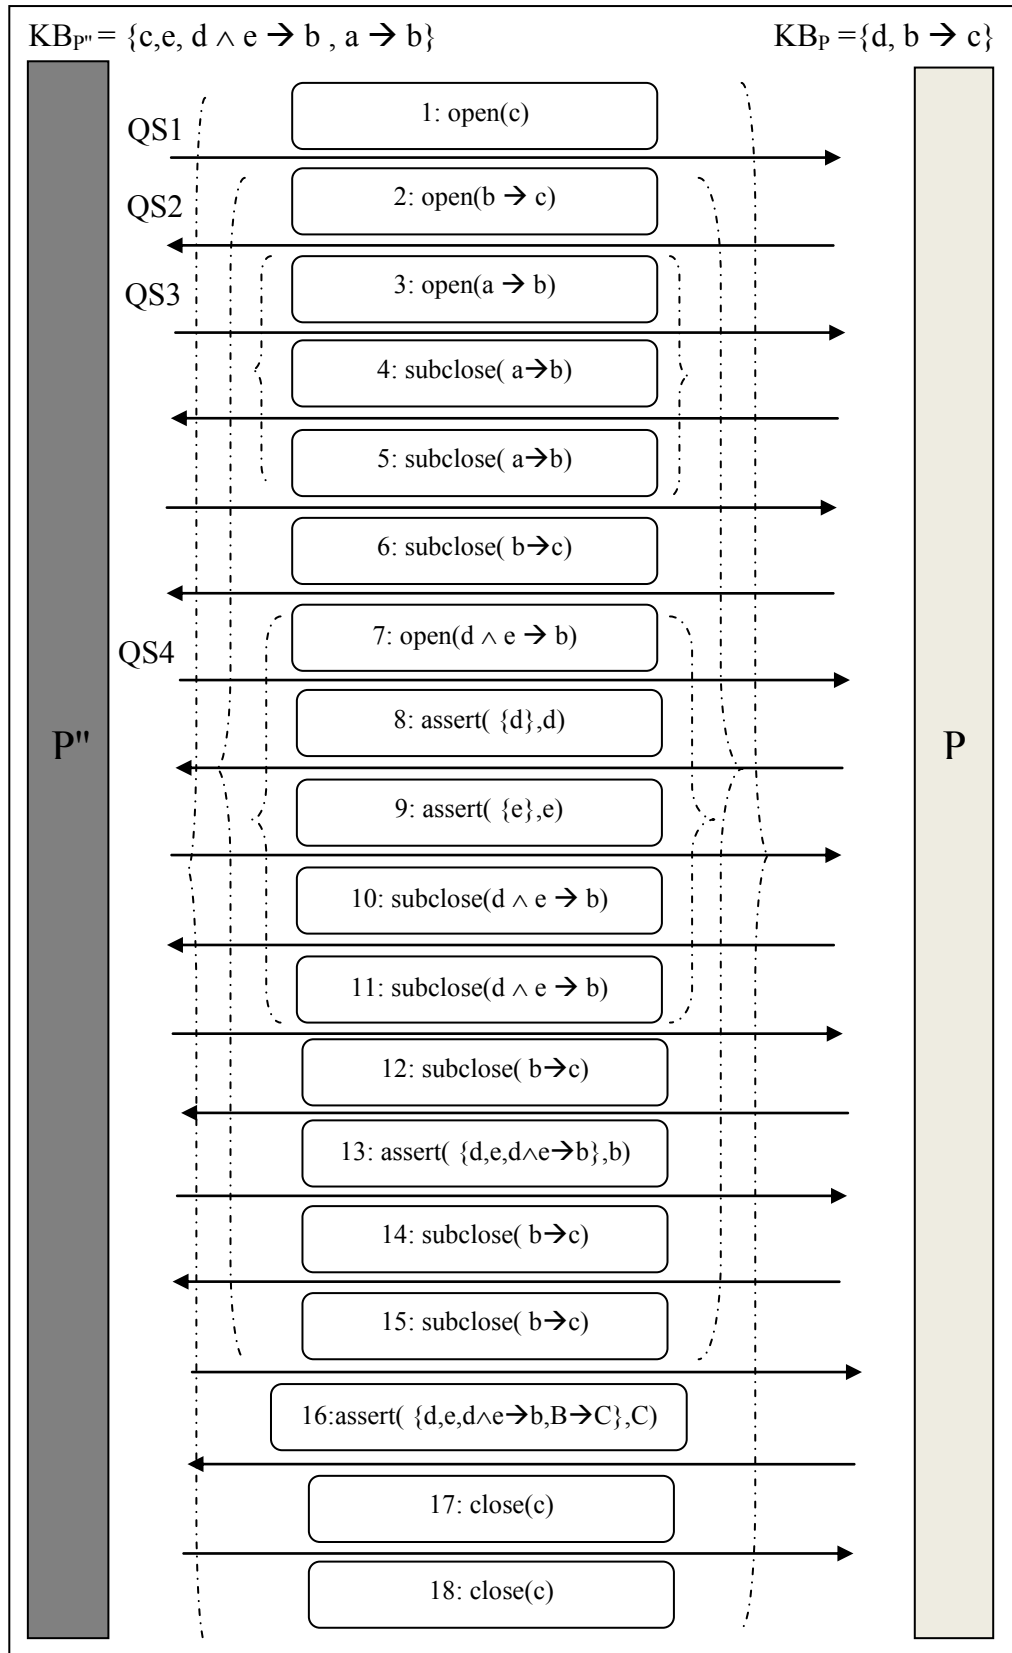 KBP" = {c,e, d ∧ e → b , a → b} KBP ={d, b → c}
1: open(c)
QS1
2: open(b → c)
QS2
3: open(a → b)
QS3
4: subclose( a→b)
5: subclose( a→b)
6: subclose( b→c)
7: open(d ∧ e → b)
QS4
8: assert( {d},d)
P" P
9: assert( {e},e)
10: subclose(d ∧ e → b)
11: subclose(d ∧ e → b)
12: subclose( b→c)
13: assert( {d,e,d∧e→b},b)
14: subclose( b→c)
15: subclose( b→c)
16:assert( {d,e,d∧e→b,B→C},C)
17: close(c)
18: close(c)